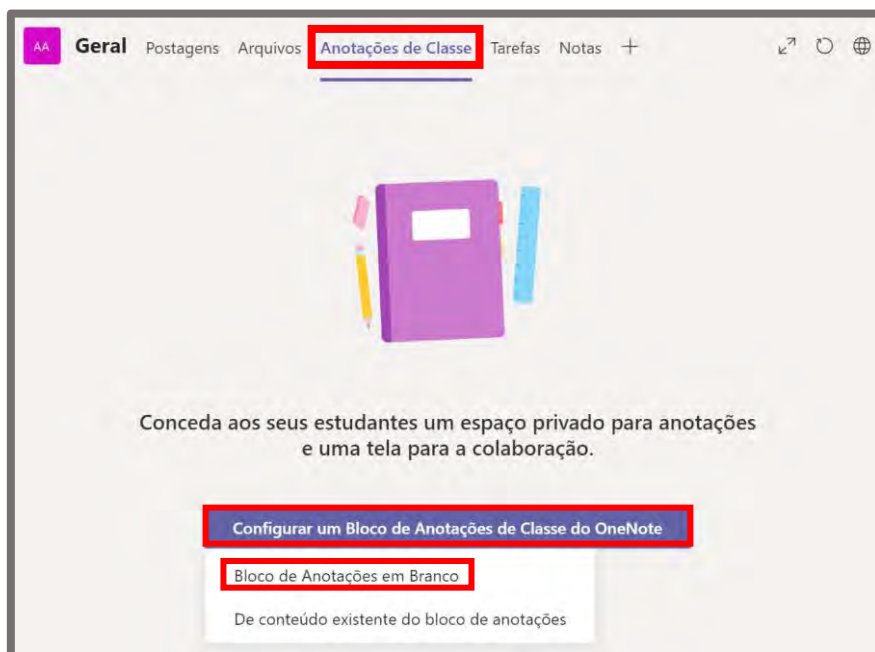 AA Geral Postagens Arquivos Anotações de Classe Tarefas Notas
Conceda aos seus estudantes um espaço privado para anotações
e uma tela para a colaboração.
Configurar um Bloco de Anotações de Classe do OneNote
Bloco de Anotações em Branco
De conteúdo existente do bloco de anotações